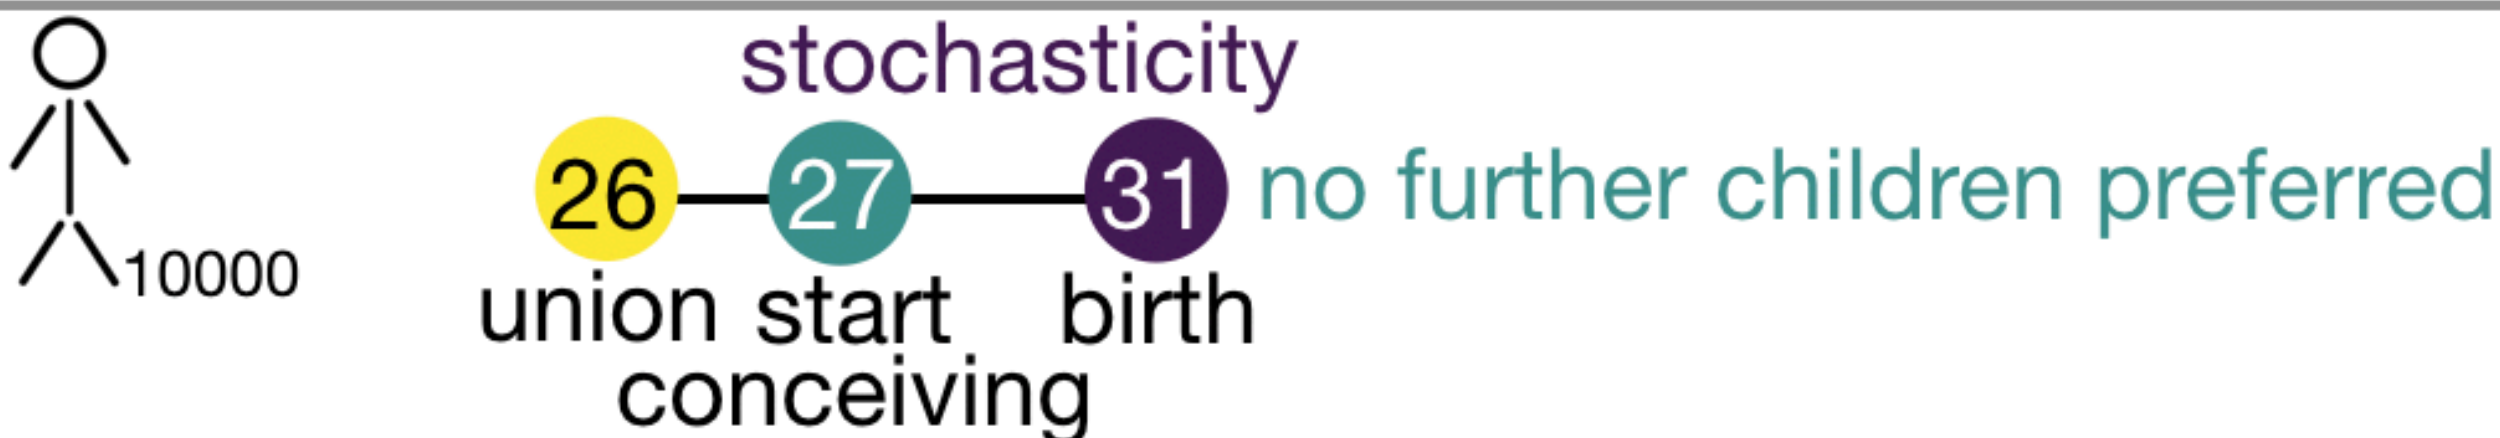 stochasticity
26 27 31 no further children preferred
10000
union start birth
conceiving